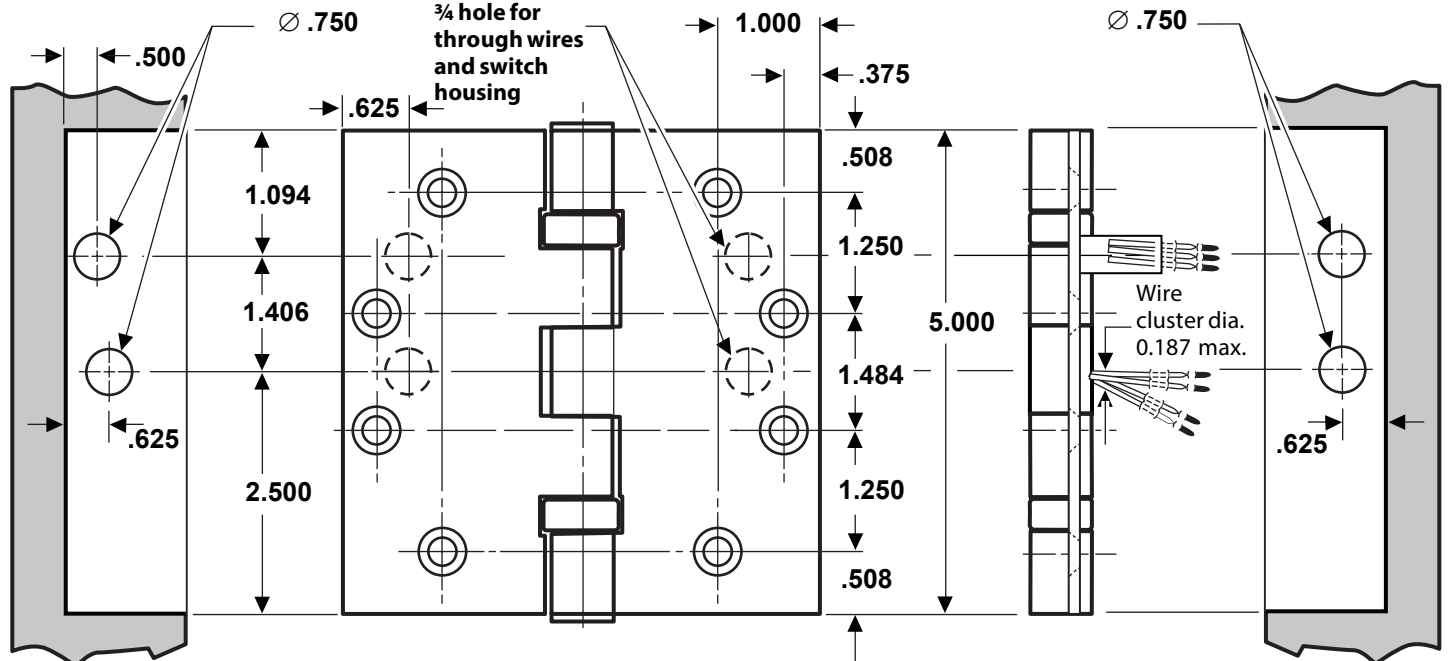 ∅ .750
¾ hole for
through wires
and switch
housing
1.000
∅ .750
.500
.375
.625
.508
1.094
1.250
1.406
5.000
Wire
cluster dia.
0.187 max.
1.484
.625
.625
2.500
1.250
.508